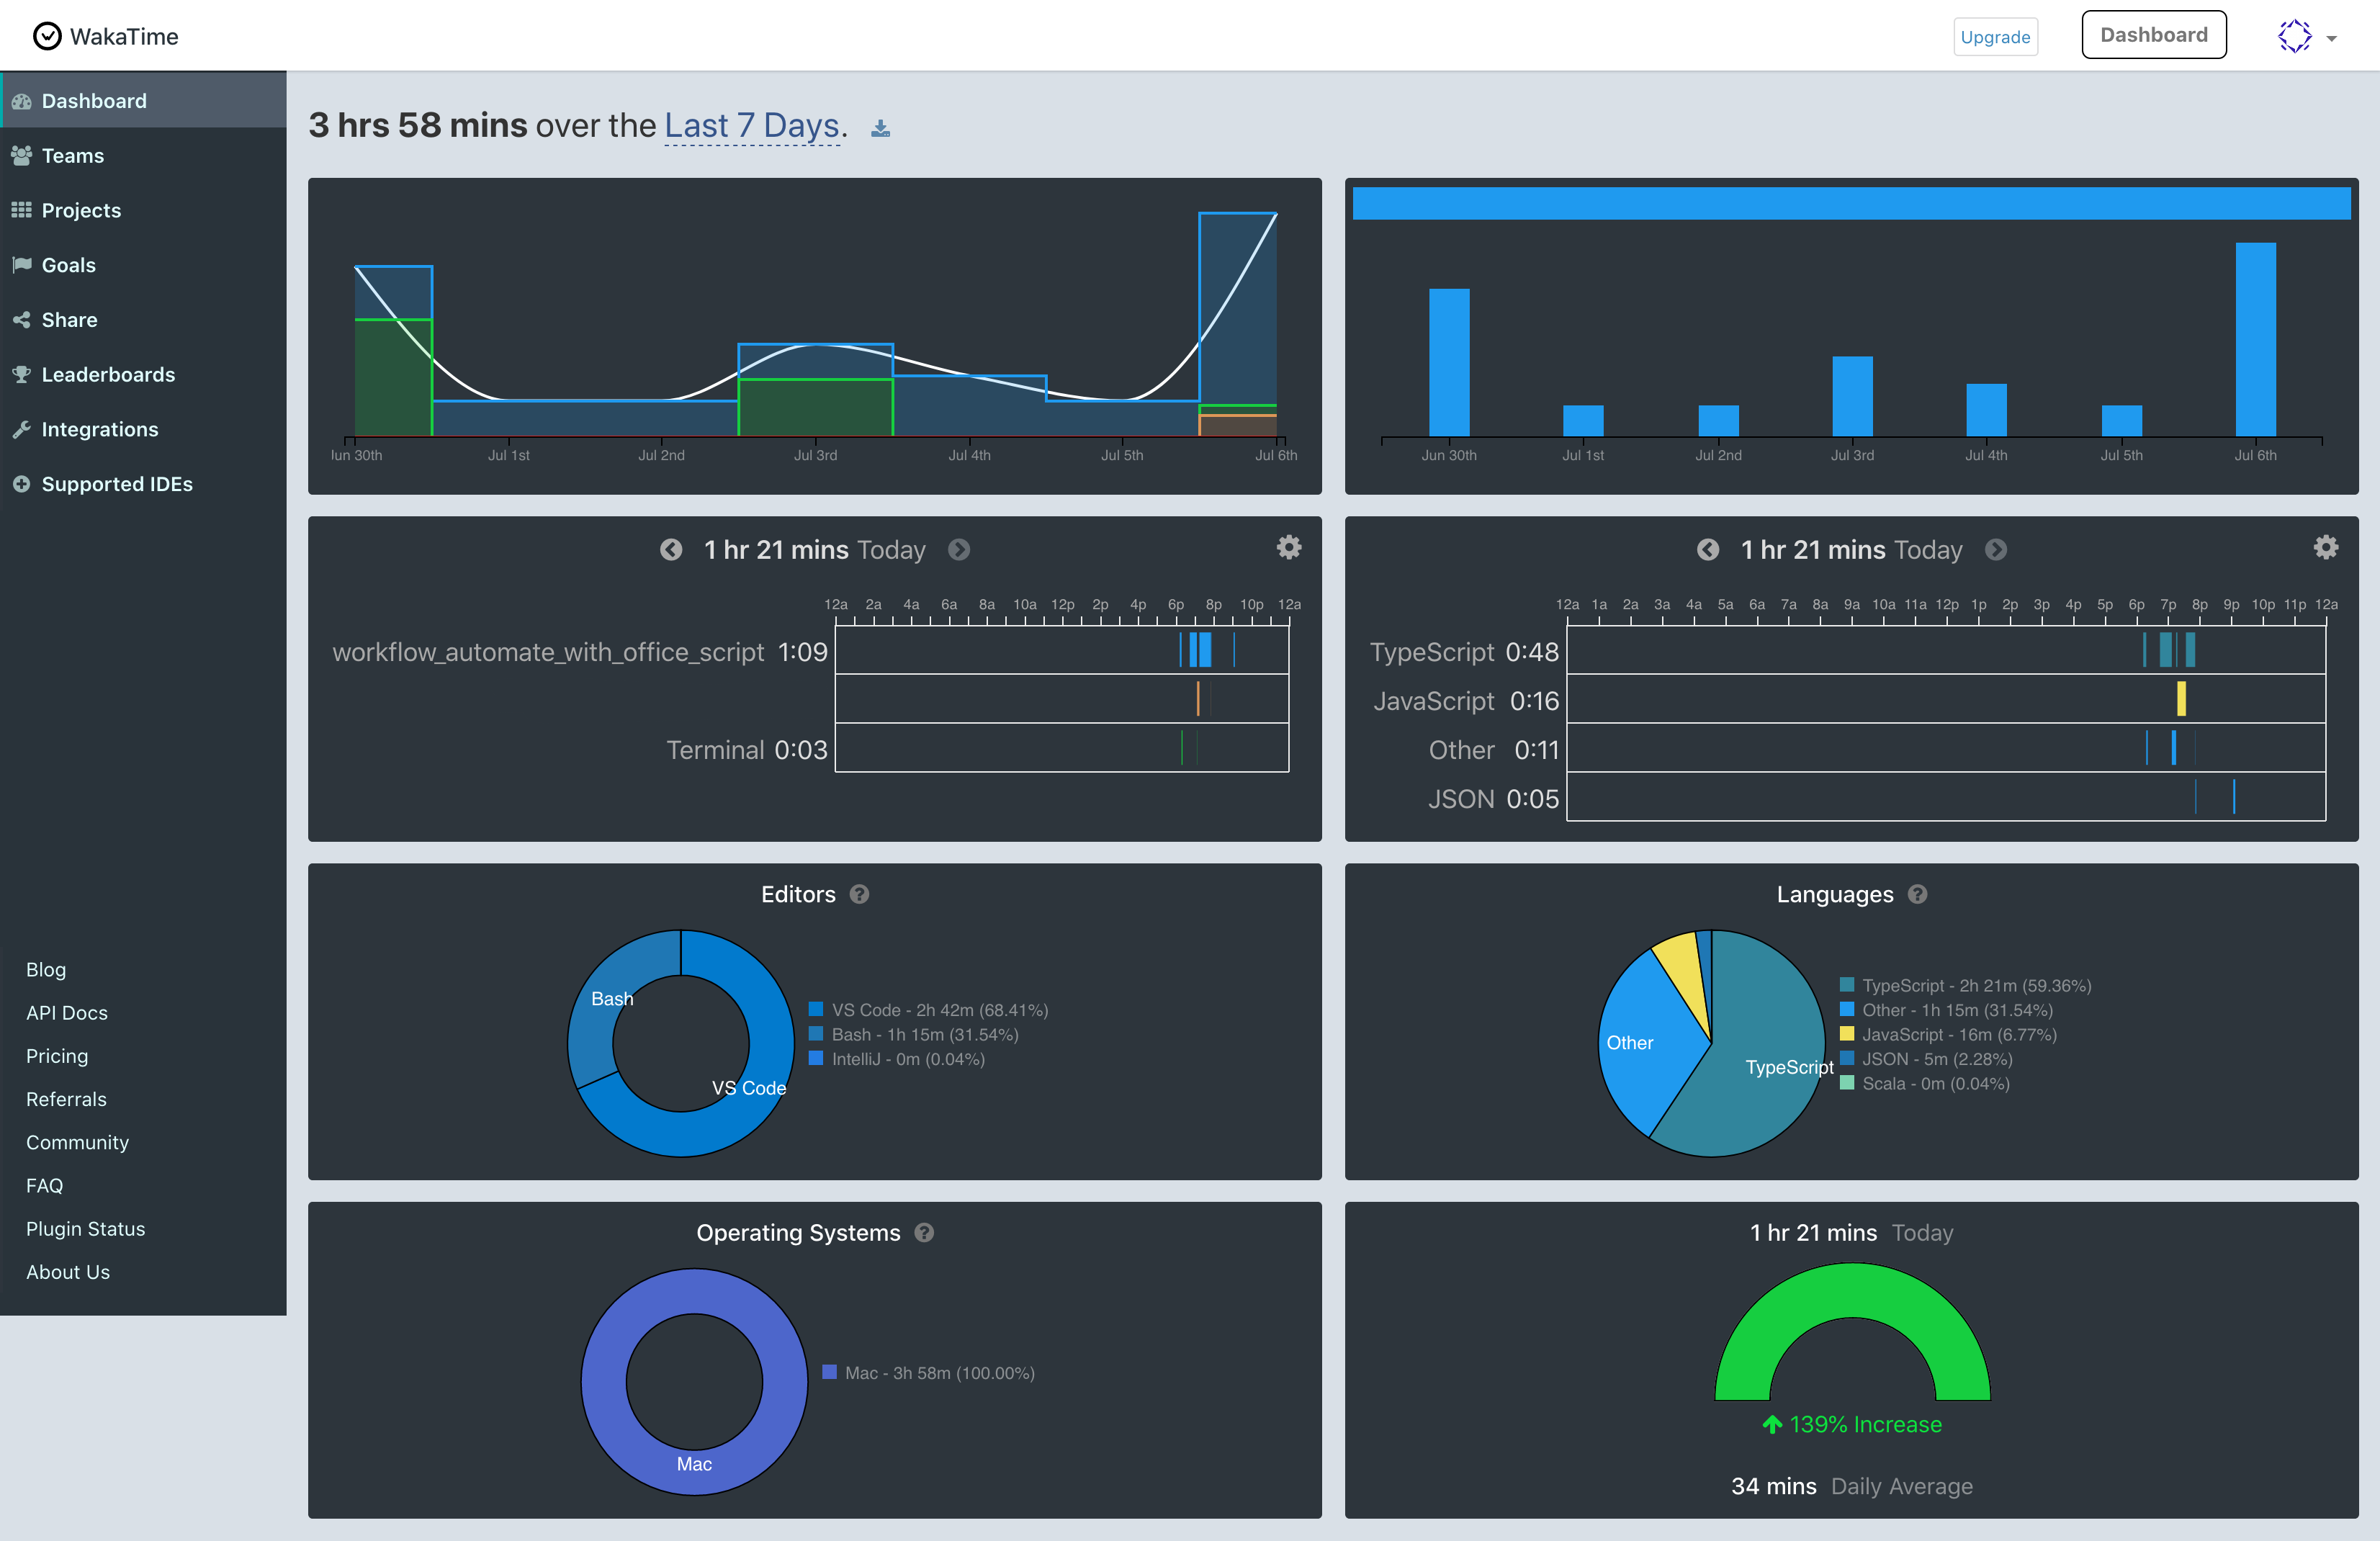 WakaTime
Upgrade
Dashboard
Dashboard
Teams
Projects
Goals
Share
Leaderboards
Integrations
Supported IDEs
Blog
API Docs
Pricing
Referrals
Community
FAQ
Plugin Status
About Us
3 hrs 58 mins over the Last 7 Days.
Jun 30th Jul 1st Jul 2nd Jul 3rd Jul 4th Jul 5th Jul 6th
Jun 30th Jul 1st Jul 2nd Jul 3rd Jul 4th Jul 5th Jul 6th
1 hr 21 mins Today
12a 2a 4a 6a 8a 10a 12p 2p 4p 6p 8p 10p 12a
workflow_automate_with_office_script 1:09
Terminal 0:03
1 hr 21 mins Today
12a 1a 2a 3a 4a 5a 6a 7a 8a 9a 10a 11a 12p 1p 2p 3p 4p 5p 6p 7p 8p 9p 10p 11p 12a
TypeScript 0:48
JavaScript 0:16
Other 0:11
JSON 0:05
Editors
Bash
VS Code
VS Code - 2h 42m (68.41%)
Bash - 1h 15m (31.54%)
IntelliJ - 0m (0.04%)
Languages
Other
TypeScript
TypeScript - 2h 21m (59.36%)
Other - 1h 15m (31.54%)
JavaScript - 16m (6.77%)
JSON - 5m (2.28%)
Scala - 0m (0.04%)
Operating Systems
Mac
Mac - 3h 58m (100.00%)
1 hr 21 mins Today
139% Increase
34 mins Daily Average